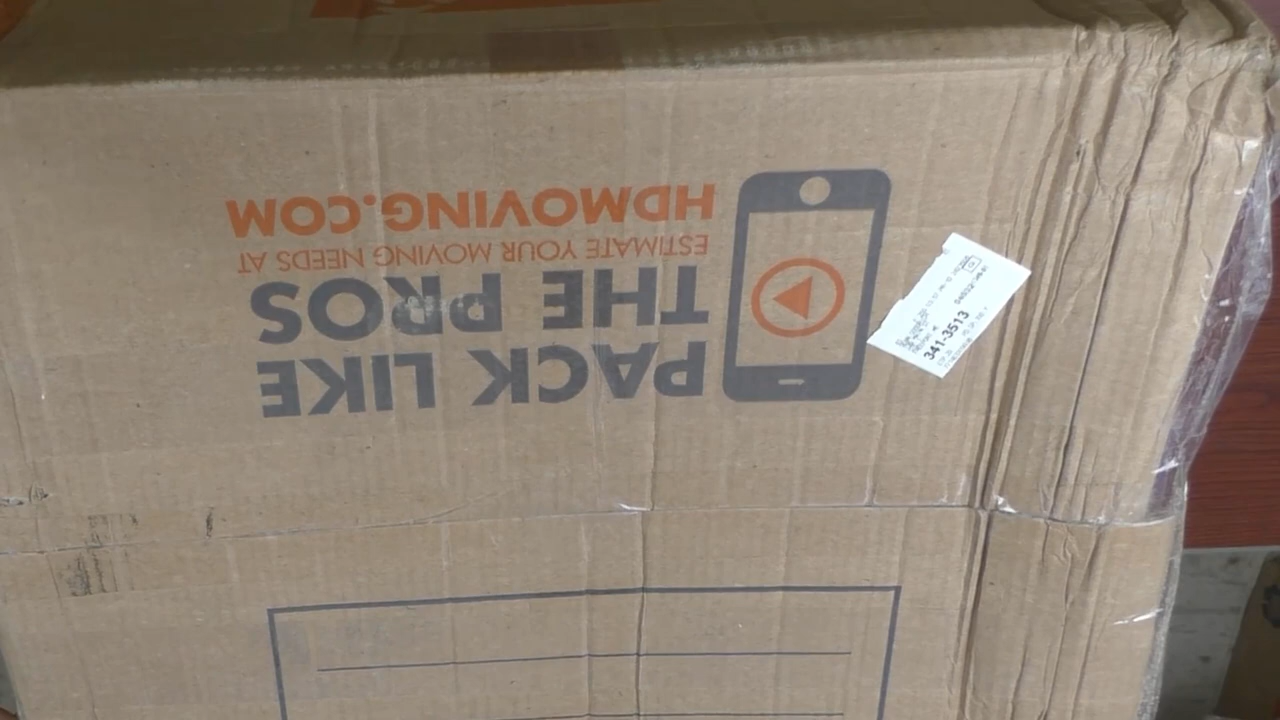 PACK LIKE
THE PROS
ESTIMATE YOUR MOVING NEEDS AT
HDMOVING.COM
341-3513